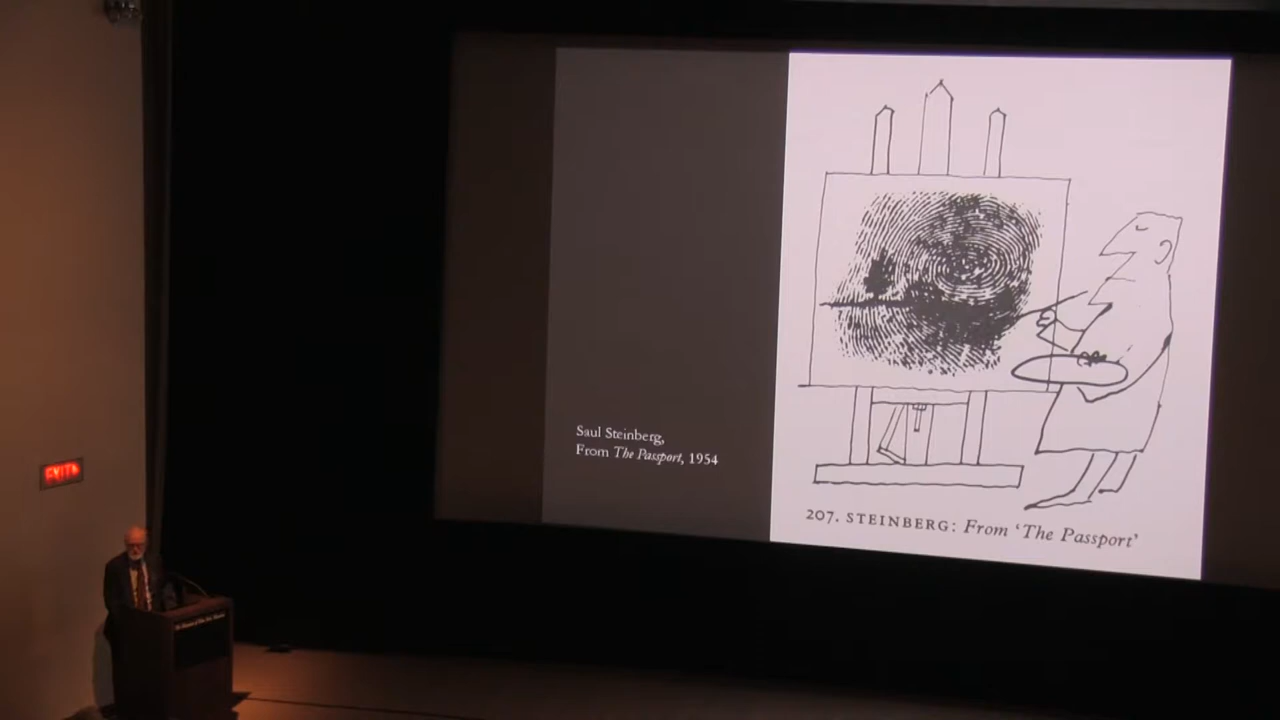 Saul Steinberg,
From The Passport, 1954
207. STEINBERG: From 'The Passport'
EXIT